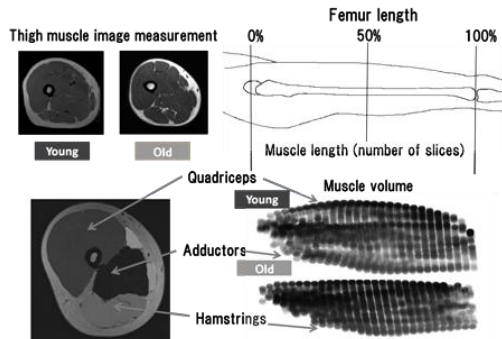 Femur length
Thigh muscle image measurement
0%
50%
100%
Young
Old
Muscle length (number of slices)
Quadriceps
Muscle volume
Young
Adductors
Old
Hamstrings